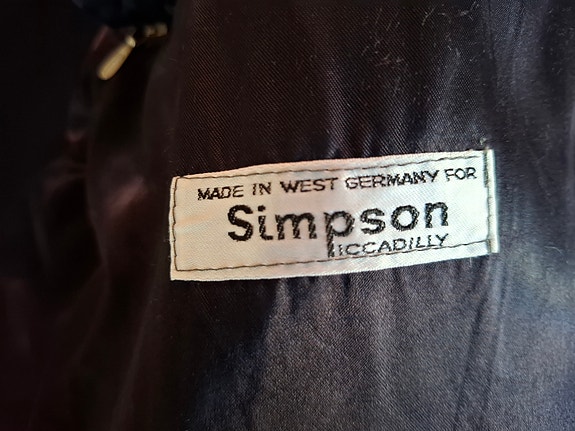 MADE IN WEST GERMANY FOR
Simpson
PICCADILLY